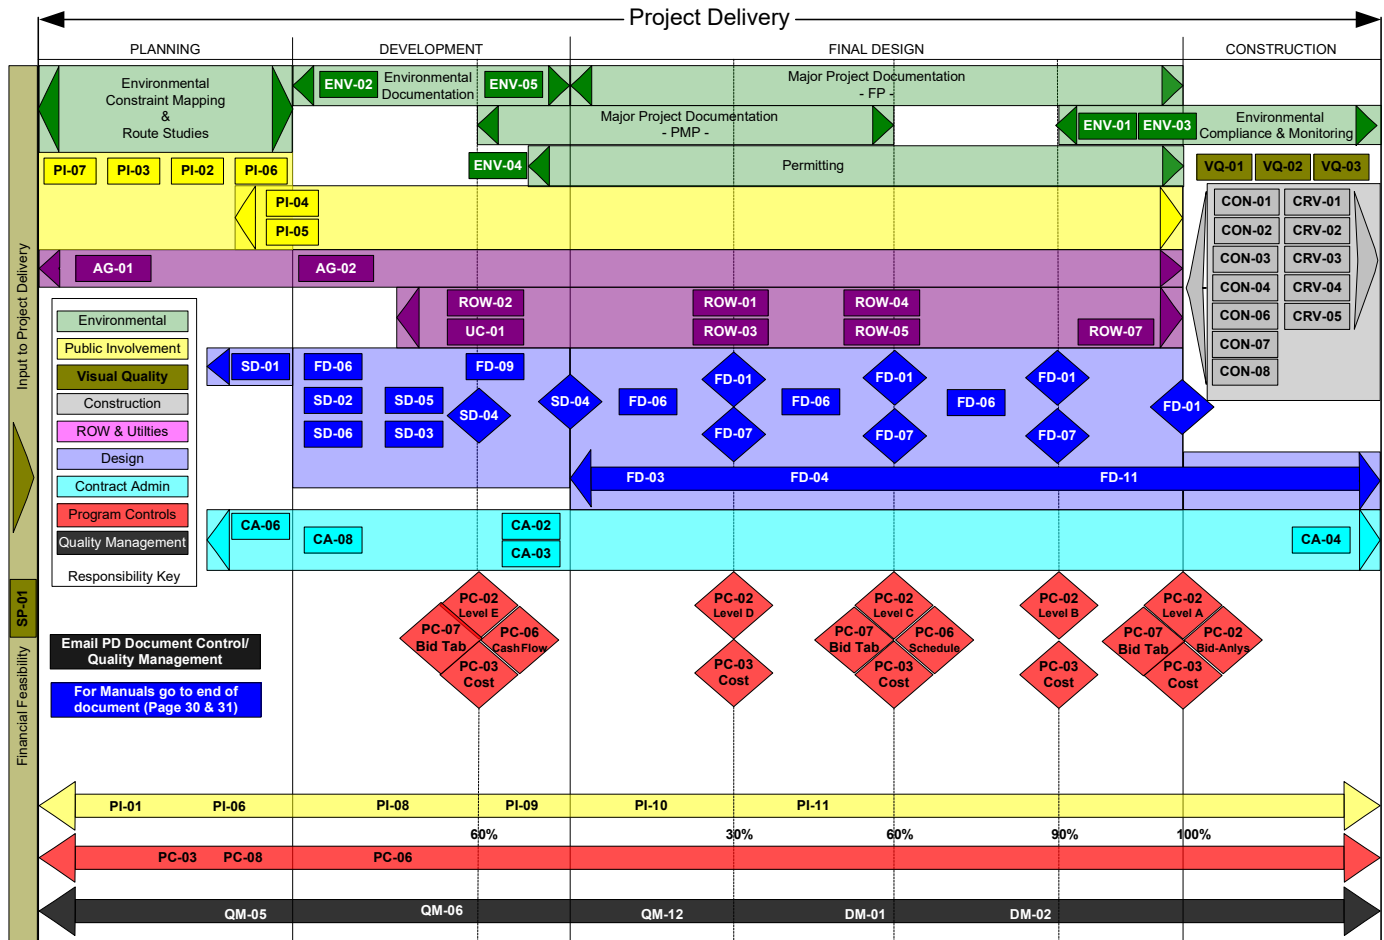 Project Delivery
PLANNING
DEVELOPMENT
FINAL DESIGN
CONSTRUCTION
Environmental
Constraint Mapping
&
Route Studies
ENV-02
Environmental
Documentation
ENV-05
Major Project Documentation
- FP -
Major Project Documentation
- PMP -
ENV-01
ENV-03
Environmental
Compliance & Monitoring
ENV-04
Permitting
PI-07
PI-03
PI-02
PI-06
VQ-01
VQ-02
VQ-03
PI-04
PI-05
CON-01
CRV-01
CON-02
CRV-02
CON-03
CRV-03
CON-04
CRV-04
CON-06
CRV-05
CON-07
CON-08
AG-01
AG-02
ROW-02
ROW-01
ROW-04
UC-01
ROW-03
ROW-05
ROW-07
Input to Project Delivery
Environmental
Public Involvement
Visual Quality
Construction
ROW & Utilties
Design
Contract Admin
Program Controls
Quality Management
Responsibility Key
SD-01
FD-06
FD-09
SD-02
SD-05
SD-04
SD-04
SD-06
SD-03
FD-06
FD-01
FD-07
FD-06
FD-01
FD-07
FD-06
FD-01
FD-07
FD-01
FD-03
FD-04
FD-11
CA-06
CA-08
CA-02
CA-03
CA-04
SP-01
Financial Feasibility
Email PD Document Control/
Quality Management
For Manuals go to end of
document (Page 30 & 31)
PC-02
Level E
PC-07
Bid Tab
PC-06
CashFlow
PC-03
Cost
PC-02
Level D
PC-03
Cost
PC-02
Level C
PC-07
Bid Tab
PC-06
Schedule
PC-03
Cost
PC-02
Level B
PC-03
Cost
PC-02
Level A
PC-07
Bid Tab
PC-02
Bid-Anlys
PC-03
Cost
PI-01
PI-06
PI-08
PI-09
PI-10
PI-11
60%
30%
60%
90%
100%
PC-03
PC-08
PC-06
QM-05
QM-06
QM-12
DM-01
DM-02